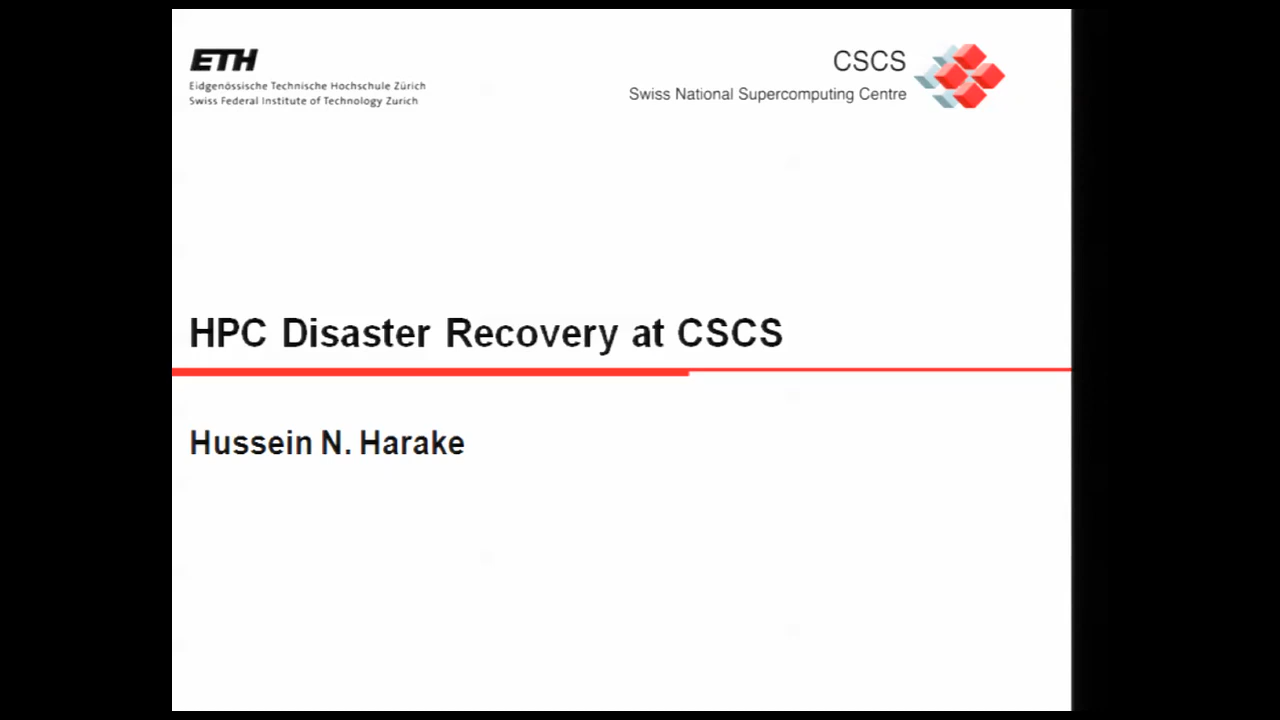 ETH
Eidgenössische Technische Hochschule Zürich
Swiss Federal Institute of Technology Zurich
CSCS
Swiss National Supercomputing Centre
HPC Disaster Recovery at CSCS
Hussein N. Harake